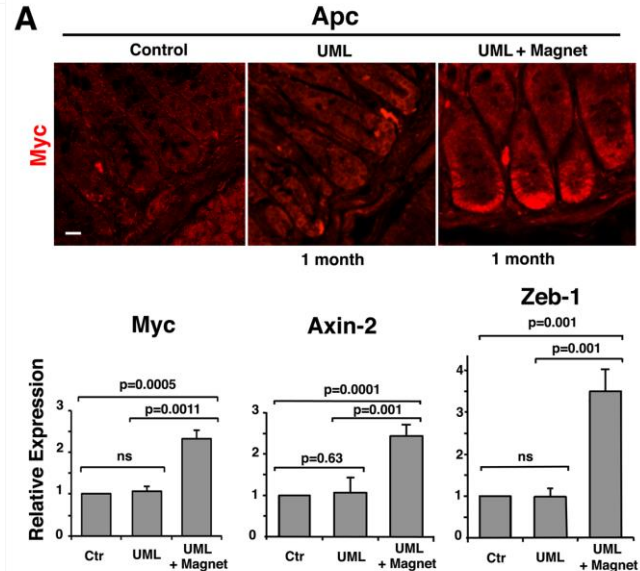 A
Apc
Control UML UML + Magnet
Myc
1 month 1 month
Myc
p=0.0005
p=0.0011
ns
Relative Expression
3
2
1
0
Ctr UML UML + Magnet
Axin-2
p=0.0001
p=0.001
p=0.63
3
2
1
0
Ctr UML UML + Magnet
Zeb-1
p=0.001
p=0.001
ns
4
3
2
1
0
Ctr UML UML + Magnet